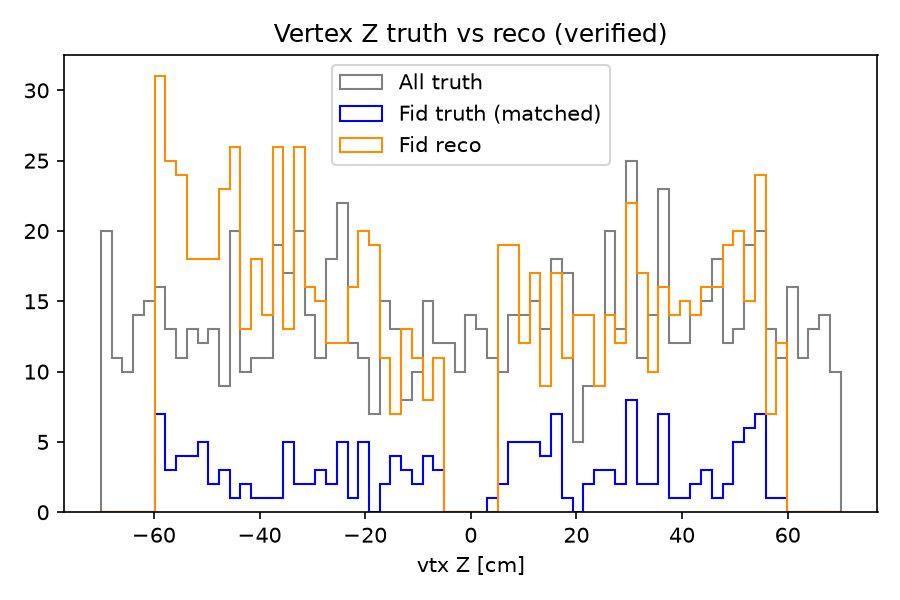 Vertex Z truth vs reco (verified)
All truth
Fid truth (matched)
Fid reco
30
25
20
15
10
5
0
−60 −40 −20 0 20 40 60
vtx Z [cm]